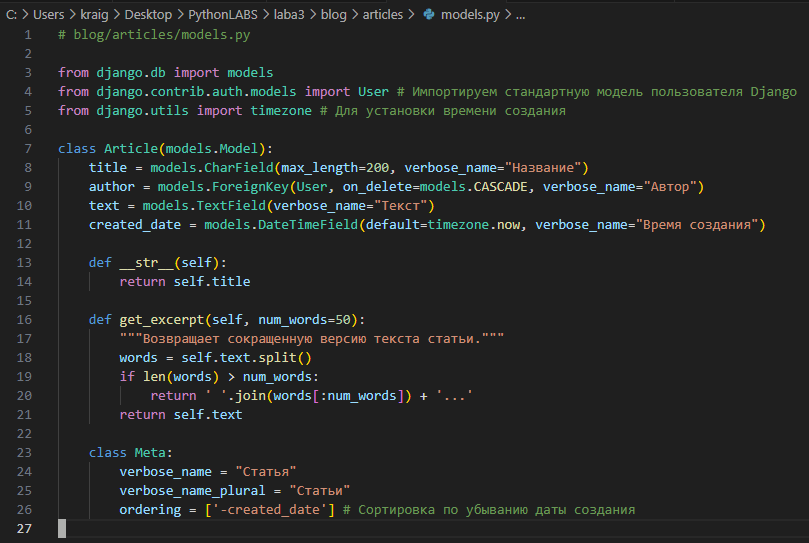 C: > Users > kraig > Desktop > PythonLABS > laba3 > blog > articles > models.py > ...
1 # blog/articles/models.py
2
3 from django.db import models
4 from django.contrib.auth.models import User # Импортируем стандартную модель пользователя Django
5 from django.utils import timezone # Для установки времени создания
6
7 class Article(models.Model):
8     title = models.CharField(max_length=200, verbose_name="Название")
9     author = models.ForeignKey(User, on_delete=models.CASCADE, verbose_name="Автор")
10     text = models.TextField(verbose_name="Текст")
11     created_date = models.DateTimeField(default=timezone.now, verbose_name="Время создания")
12
13     def __str__(self):
14         return self.title
15
16     def get_excerpt(self, num_words=50):
17         """Возвращает сокращенную версию текста статьи."""
18         words = self.text.split()
19         if len(words) > num_words:
20             return ' '.join(words[:num_words]) + '...'
21         return self.text
22
23     class Meta:
24         verbose_name = "Статья"
25         verbose_name_plural = "Статьи"
26         ordering = ['-created_date'] # Сортировка по убыванию даты создания
27